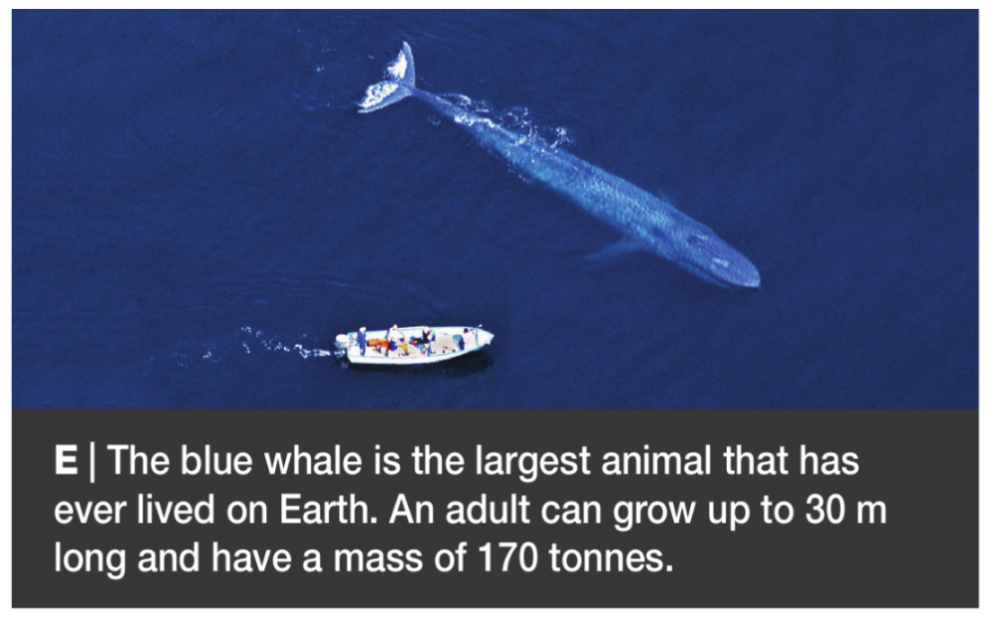 E | The blue whale is the largest animal that has
ever lived on Earth. An adult can grow up to 30 m
long and have a mass of 170 tonnes.